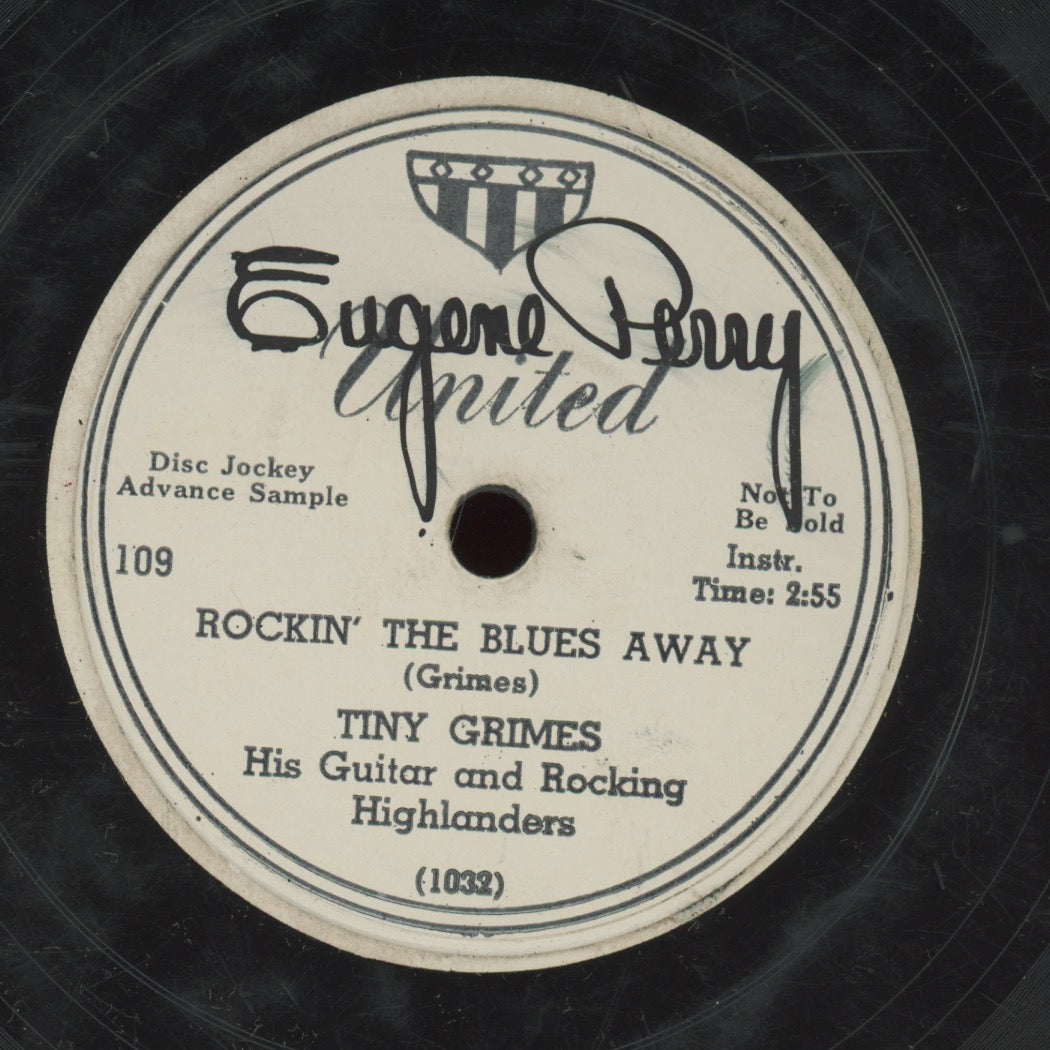 Eugene Perry
United
Disc Jockey
Advance Sample
Not To
Be Sold
109
Instr.
Time: 2:55
ROCKIN' THE BLUES AWAY
(Grimes)
TINY GRIMES
His Guitar and Rocking
Highlanders
(1032)